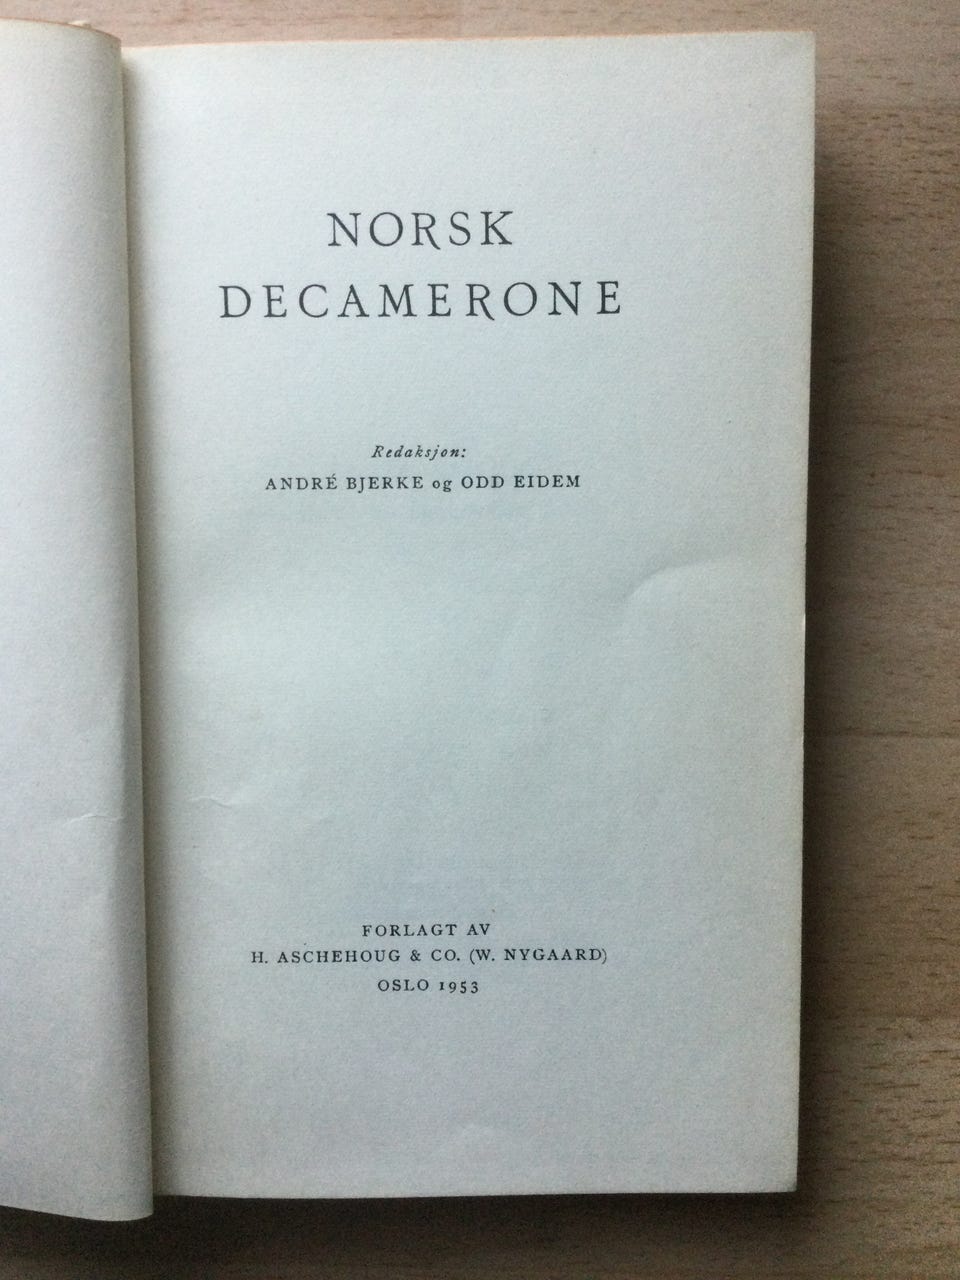 NORSK
DECAMERONE
Redaksjon:
ANDRÉ BJERKE og ODD EIDEM
FORLAGT AV
H. ASCHEHOUG & CO. (W. NYGAARD)
OSLO 1953